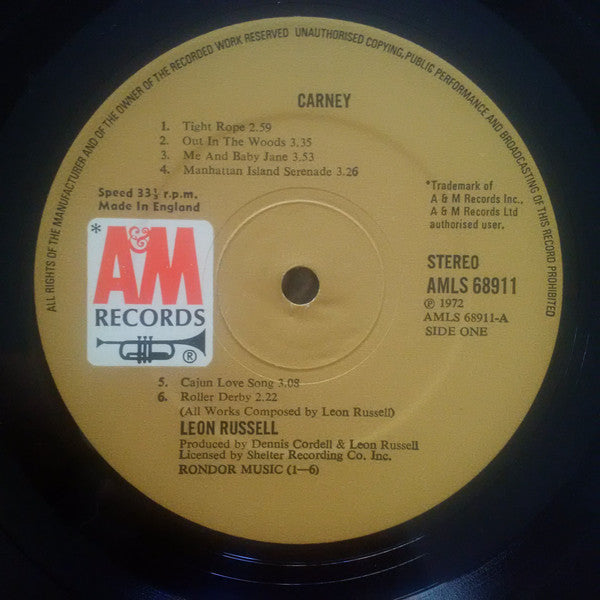 ALL RIGHTS OF THE MANUFACTURER AND OF THE OWNER OF THE RECORDED WORK RESERVED UNAUTHORISED COPYING, PUBLIC PERFORMANCE AND BROADCASTING OF THIS RECORD PROHIBITED
CARNEY
1. Tight Rope 2.59
2. Out In The Woods 3.35
3. Me And Baby Jane 3.53
4. Manhattan Island Serenade 3.26
Speed 33⅓ r.p.m.
Made In England
*Trademark of
A & M Records Inc.,
A & M Records Ltd
authorised user.
*
A&M
RECORDS
®
STEREO
AMLS 68911
℗ 1972
AMLS 68911-A
SIDE ONE
5. Cajun Love Song 3.08
6. Roller Derby 2.22
(All Works Composed by Leon Russell)
LEON RUSSELL
Produced by Dennis Cordell & Leon Russell
Licensed by Shelter Recording Co. Inc.
RONDOR MUSIC (1—6)